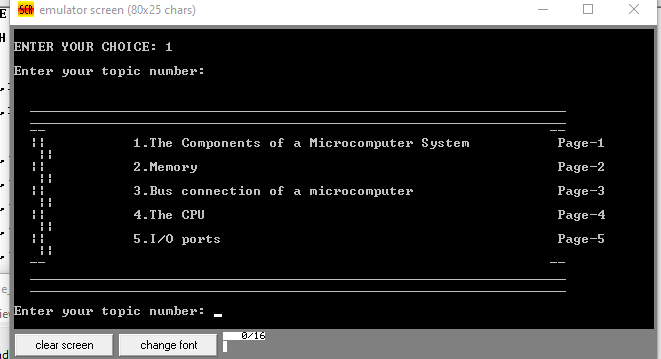 emulator screen (80x25 chars)
ENTER YOUR CHOICE: 1
Enter your topic number:
1.The Components of a Microcomputer System Page-1
2.Memory Page-2
3.Bus connection of a microcomputer Page-3
4.The CPU Page-4
5.I/O ports Page-5
Enter your topic number:
clear screen change font 0/16